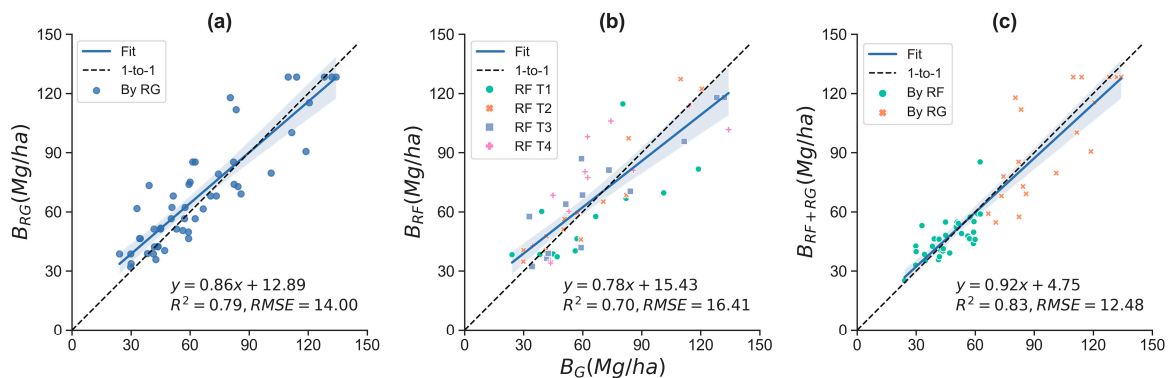 (a)
150
120
90
60
30
0
B_RG(Mg/ha)
Fit
1-to-1
By RG
y = 0.86x + 12.89
R² = 0.79, RMSE = 14.00
0 30 60 90 120 150
(b)
150
120
90
60
30
0
B_RF(Mg/ha)
Fit
1-to-1
RF T1
RF T2
RF T3
RF T4
y = 0.78x + 15.43
R² = 0.70, RMSE = 16.41
0 30 60 90 120 150
B_G(Mg/ha)
(c)
150
120
90
60
30
0
B_RF+RG(Mg/ha)
Fit
1-to-1
By RF
By RG
y = 0.92x + 4.75
R² = 0.83, RMSE = 12.48
0 30 60 90 120 150